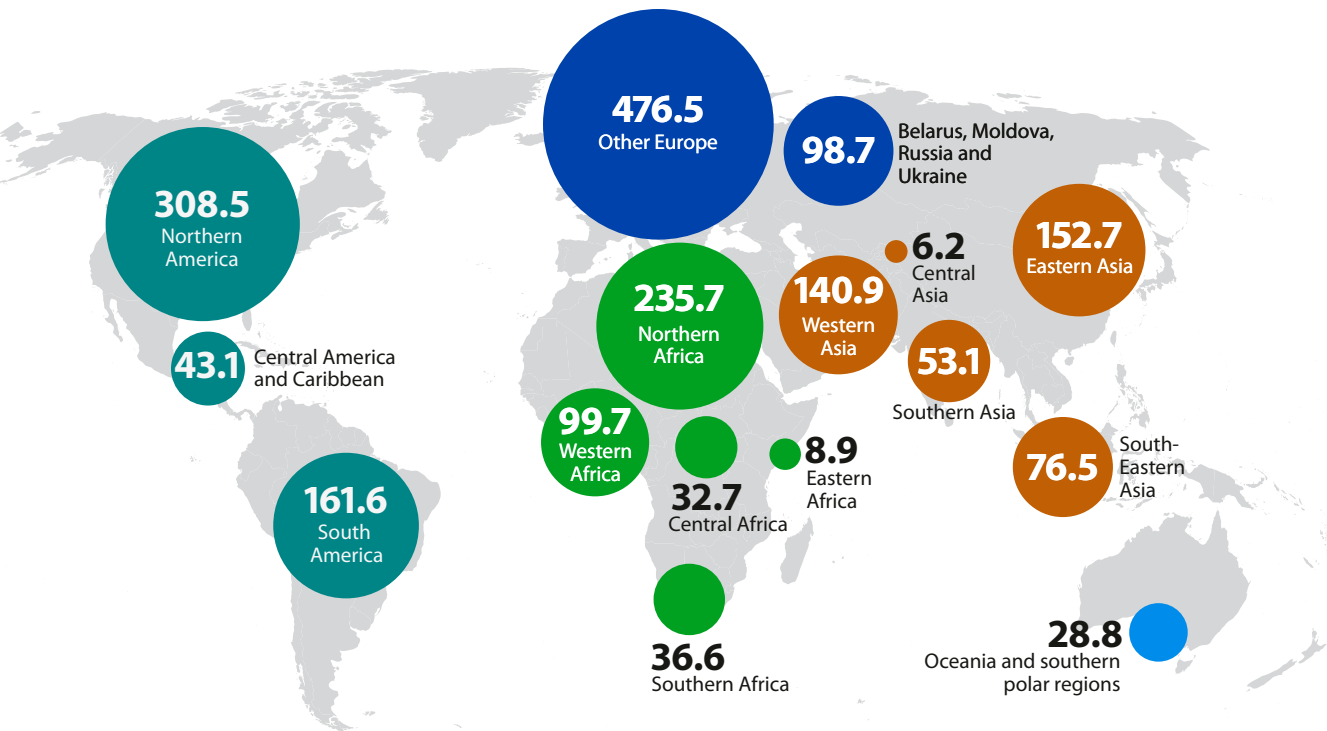 476.5
Other Europe
98.7
Belarus, Moldova,
Russia and
Ukraine
308.5
Northern
America
43.1
Central America
and Caribbean
161.6
South
America
235.7
Northern
Africa
99.7
Western
Africa
32.7
Central Africa
8.9
Eastern
Africa
36.6
Southern Africa
140.9
Western
Asia
6.2
Central
Asia
152.7
Eastern Asia
53.1
Southern Asia
76.5
South-
Eastern
Asia
28.8
Oceania and southern
polar regions